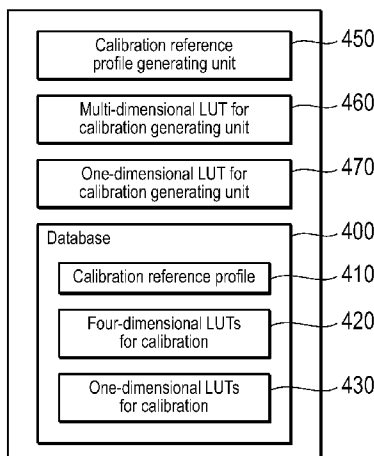 Calibration reference
profile generating unit
450
Multi-dimensional LUT for
calibration generating unit
460
One-dimensional LUT for
calibration generating unit
470
Database
400
Calibration reference profile
410
Four-dimensional LUTs
for calibration
420
One-dimensional LUTs
for calibration
430